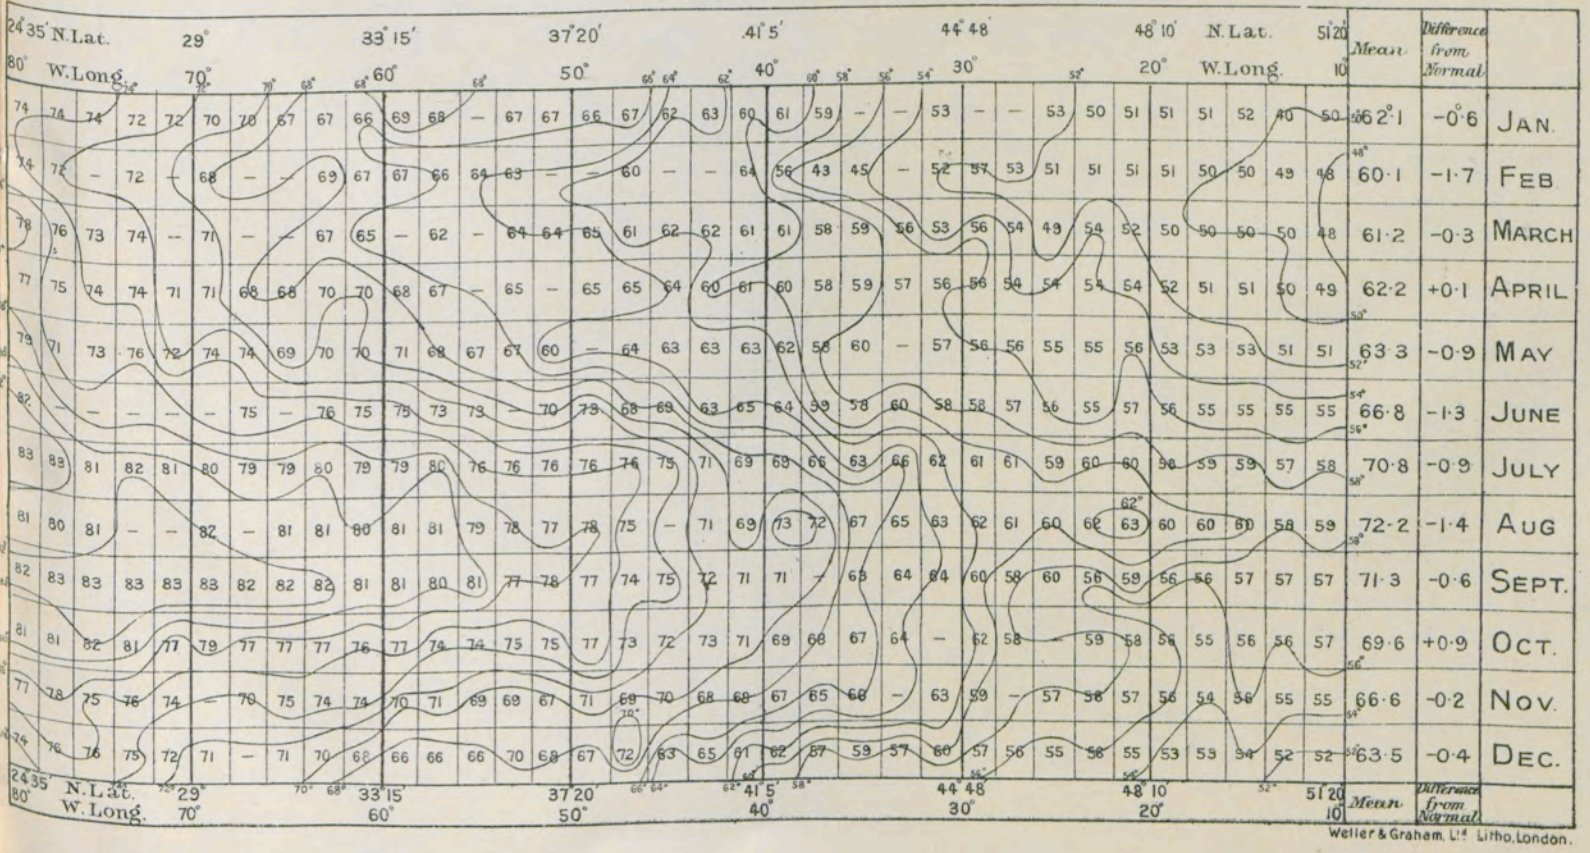 24°35′ N.Lat. 29° 33°15′ 37°20′ 41°5′ 44°48′ 48°10′ N.Lat. 51°20′ Mean Difference from Normal
80° W.Long. 70° 60° 50° 40° 30° 20° W.Long. 10°
74° 72° 70° 68° 68° 68° 66° 64° 62° 60° 58° 56° 54° 52°
74 74 74 72 72 70 70 67 67 66 69 68 – 67 67 66 67 62 63 60 61 59 – – 53 – – 53 50 51 51 51 52 50 62°·1 –0°·6 JAN.
74 72 – 72 – 68 – – 69 67 67 66 64 63 – – 60 – – 64 56 43 45 – 52 57 53 51 51 51 51 50 50 49 48 60·1 –1·7 FEB.
78 76 73 74 – 71 – – 67 65 – 62 – 64 64 65 61 62 62 61 61 58 59 56 53 56 54 49 54 52 50 50 50 50 48 61·2 –0·3 MARCH
77 75 74 74 71 71 68 68 70 70 68 67 – 65 – 65 65 64 60 61 60 58 59 57 56 56 54 54 54 54 52 51 51 50 49 62·2 +0·1 APRIL
79 71 73 76 72 74 74 69 70 70 71 68 67 67 60 – 64 63 63 63 62 58 60 – 57 56 56 55 55 56 53 53 53 51 51 63·3 –0·9 MAY
82 – – – – – 75 – 76 75 75 73 73 – 70 73 68 69 63 65 64 59 58 60 58 58 57 56 55 57 56 55 55 55 55 66·8 –1·3 JUNE
83 83 81 82 81 80 79 79 80 79 79 80 76 76 76 76 76 75 71 69 69 66 63 66 62 61 61 59 60 60 58 59 59 57 58 70·8 –0·9 JULY
62°
81 80 81 – – 82 – 81 81 80 81 81 79 78 77 78 75 – 71 69 73 72 67 65 63 62 61 60 62 63 60 60 60 58 59 72·2 –1·4 AUG
82 83 83 83 83 83 82 82 82 81 81 80 81 77 78 77 74 75 72 71 71 – 63 64 64 60 58 60 56 59 56 56 57 57 57 71·3 –0·6 SEPT.
81 81 82 81 77 79 77 77 77 76 77 74 74 75 75 77 73 72 73 71 69 68 67 64 – 62 58 – 59 58 56 55 56 56 57 69·6 +0·9 OCT.
77 78 75 76 74 – 70 75 74 74 70 71 69 69 67 71 69 70 68 68 67 65 60 – 63 59 – 57 58 57 56 54 56 55 55 66·6 –0·2 NOV.
70°
74 76 76 75 72 71 – 71 70 68 66 66 66 70 68 67 72 63 65 61 62 57 59 57 60 57 56 55 56 55 53 53 54 52 52 63·5 –0·4 DEC.
24°35′ N.Lat. 29° 33°15′ 37°20′ 41°5′ 44°48′ 48°10′ 51°20′ Mean Difference from Normal
80° W.Long. 70° 60° 50° 40° 30° 20° 10°
Weller & Graham, Ltd. Litho, London.